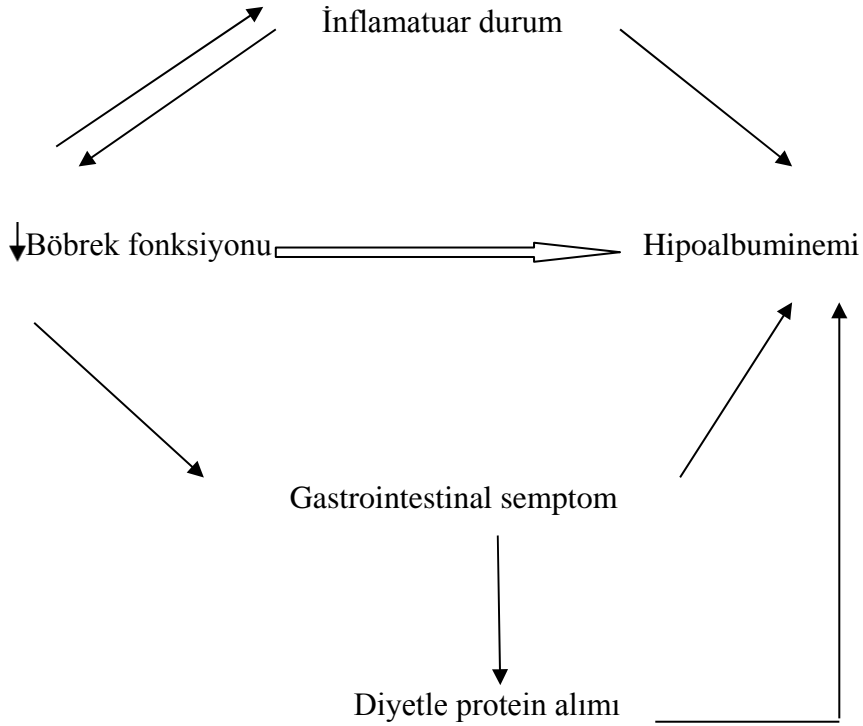 İnflamatuar durum
Böbrek fonksiyonu
Hipoalbuminemi
Gastrointestinal semptom
Diyetle protein alımı